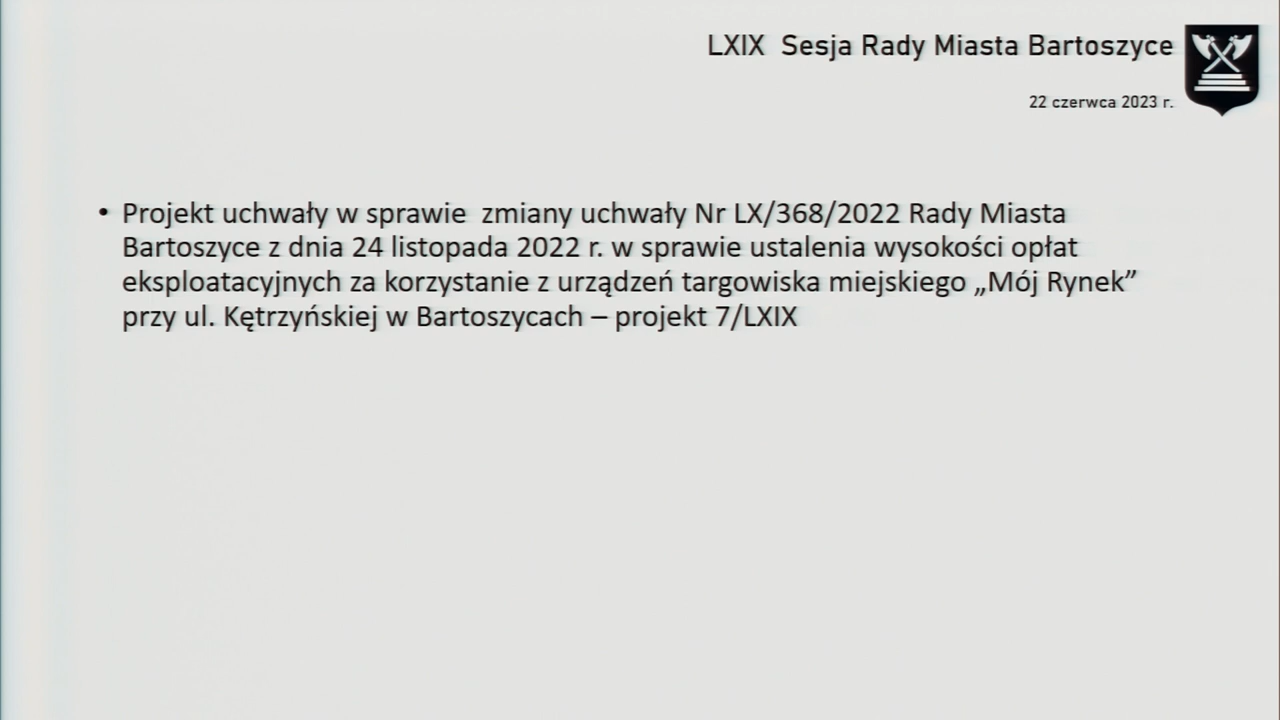 LXIX Sesja Rady Miasta Bartoszyce
22 czerwca 2023 r.
• Projekt uchwały w sprawie zmiany uchwały Nr LX/368/2022 Rady Miasta
Bartoszyce z dnia 24 listopada 2022 r. w sprawie ustalenia wysokości opłat
eksploatacyjnych za korzystanie z urządzeń targowiska miejskiego „Mój Rynek”
przy ul. Kętrzyńskiej w Bartoszycach – projekt 7/LXIX